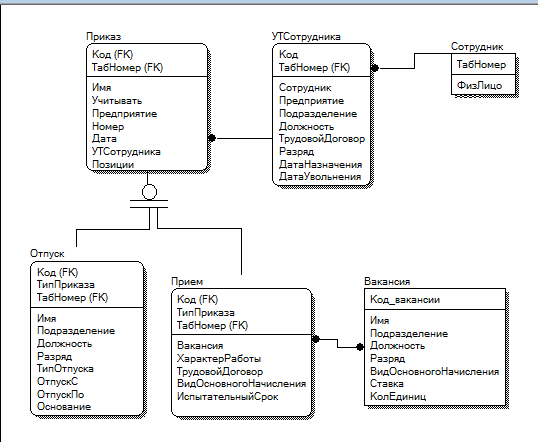 Приказ
Код (FK)
ТабНомер (FK)
Имя
Учитывать
Предприятие
Номер
Дата
УТСотрудника
Позиции
УТСотрудника
Код
ТабНомер (FK)
Сотрудник
Предприятие
Подразделение
Должность
ТрудовойДоговор
Разряд
ДатаНазначения
ДатаУвольнения
Сотрудник
ТабНомер
ФизЛицо
Отпуск
Код (FK)
ТипПриказа
ТабНомер (FK)
Имя
Подразделение
Должность
Разряд
ТипОтпуска
ОтпускС
ОтпускПо
Основание
Прием
Код (FK)
ТипПриказа
ТабНомер (FK)
Вакансия
ХарактерРаботы
ТрудовойДоговор
ВидОсновногоНачисления
ИспытательныйСрок
Вакансия
Код_вакансии
Имя
Подразделение
Должность
Разряд
ВидОсновногоНачисления
Ставка
КолЕдиниц